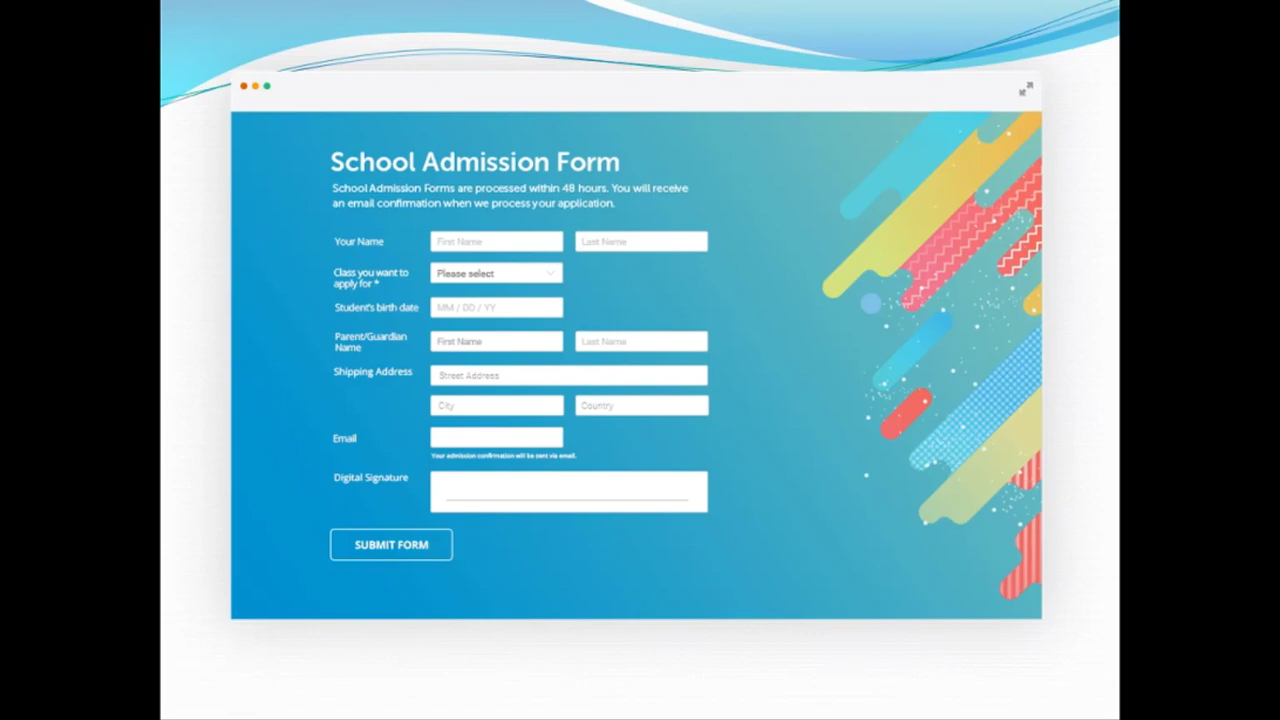 School Admission Form
School Admission Forms are processed within 48 hours. You will receive
an email confirmation when we process your application.
Your Name First Name Last Name
Class you want to
apply for * Please select
Student's birth date MM / DD / YY
Parent/Guardian
Name First Name Last Name
Shipping Address Street Address
City Country
Email
Your admission confirmation will be sent via email.
Digital Signature
SUBMIT FORM